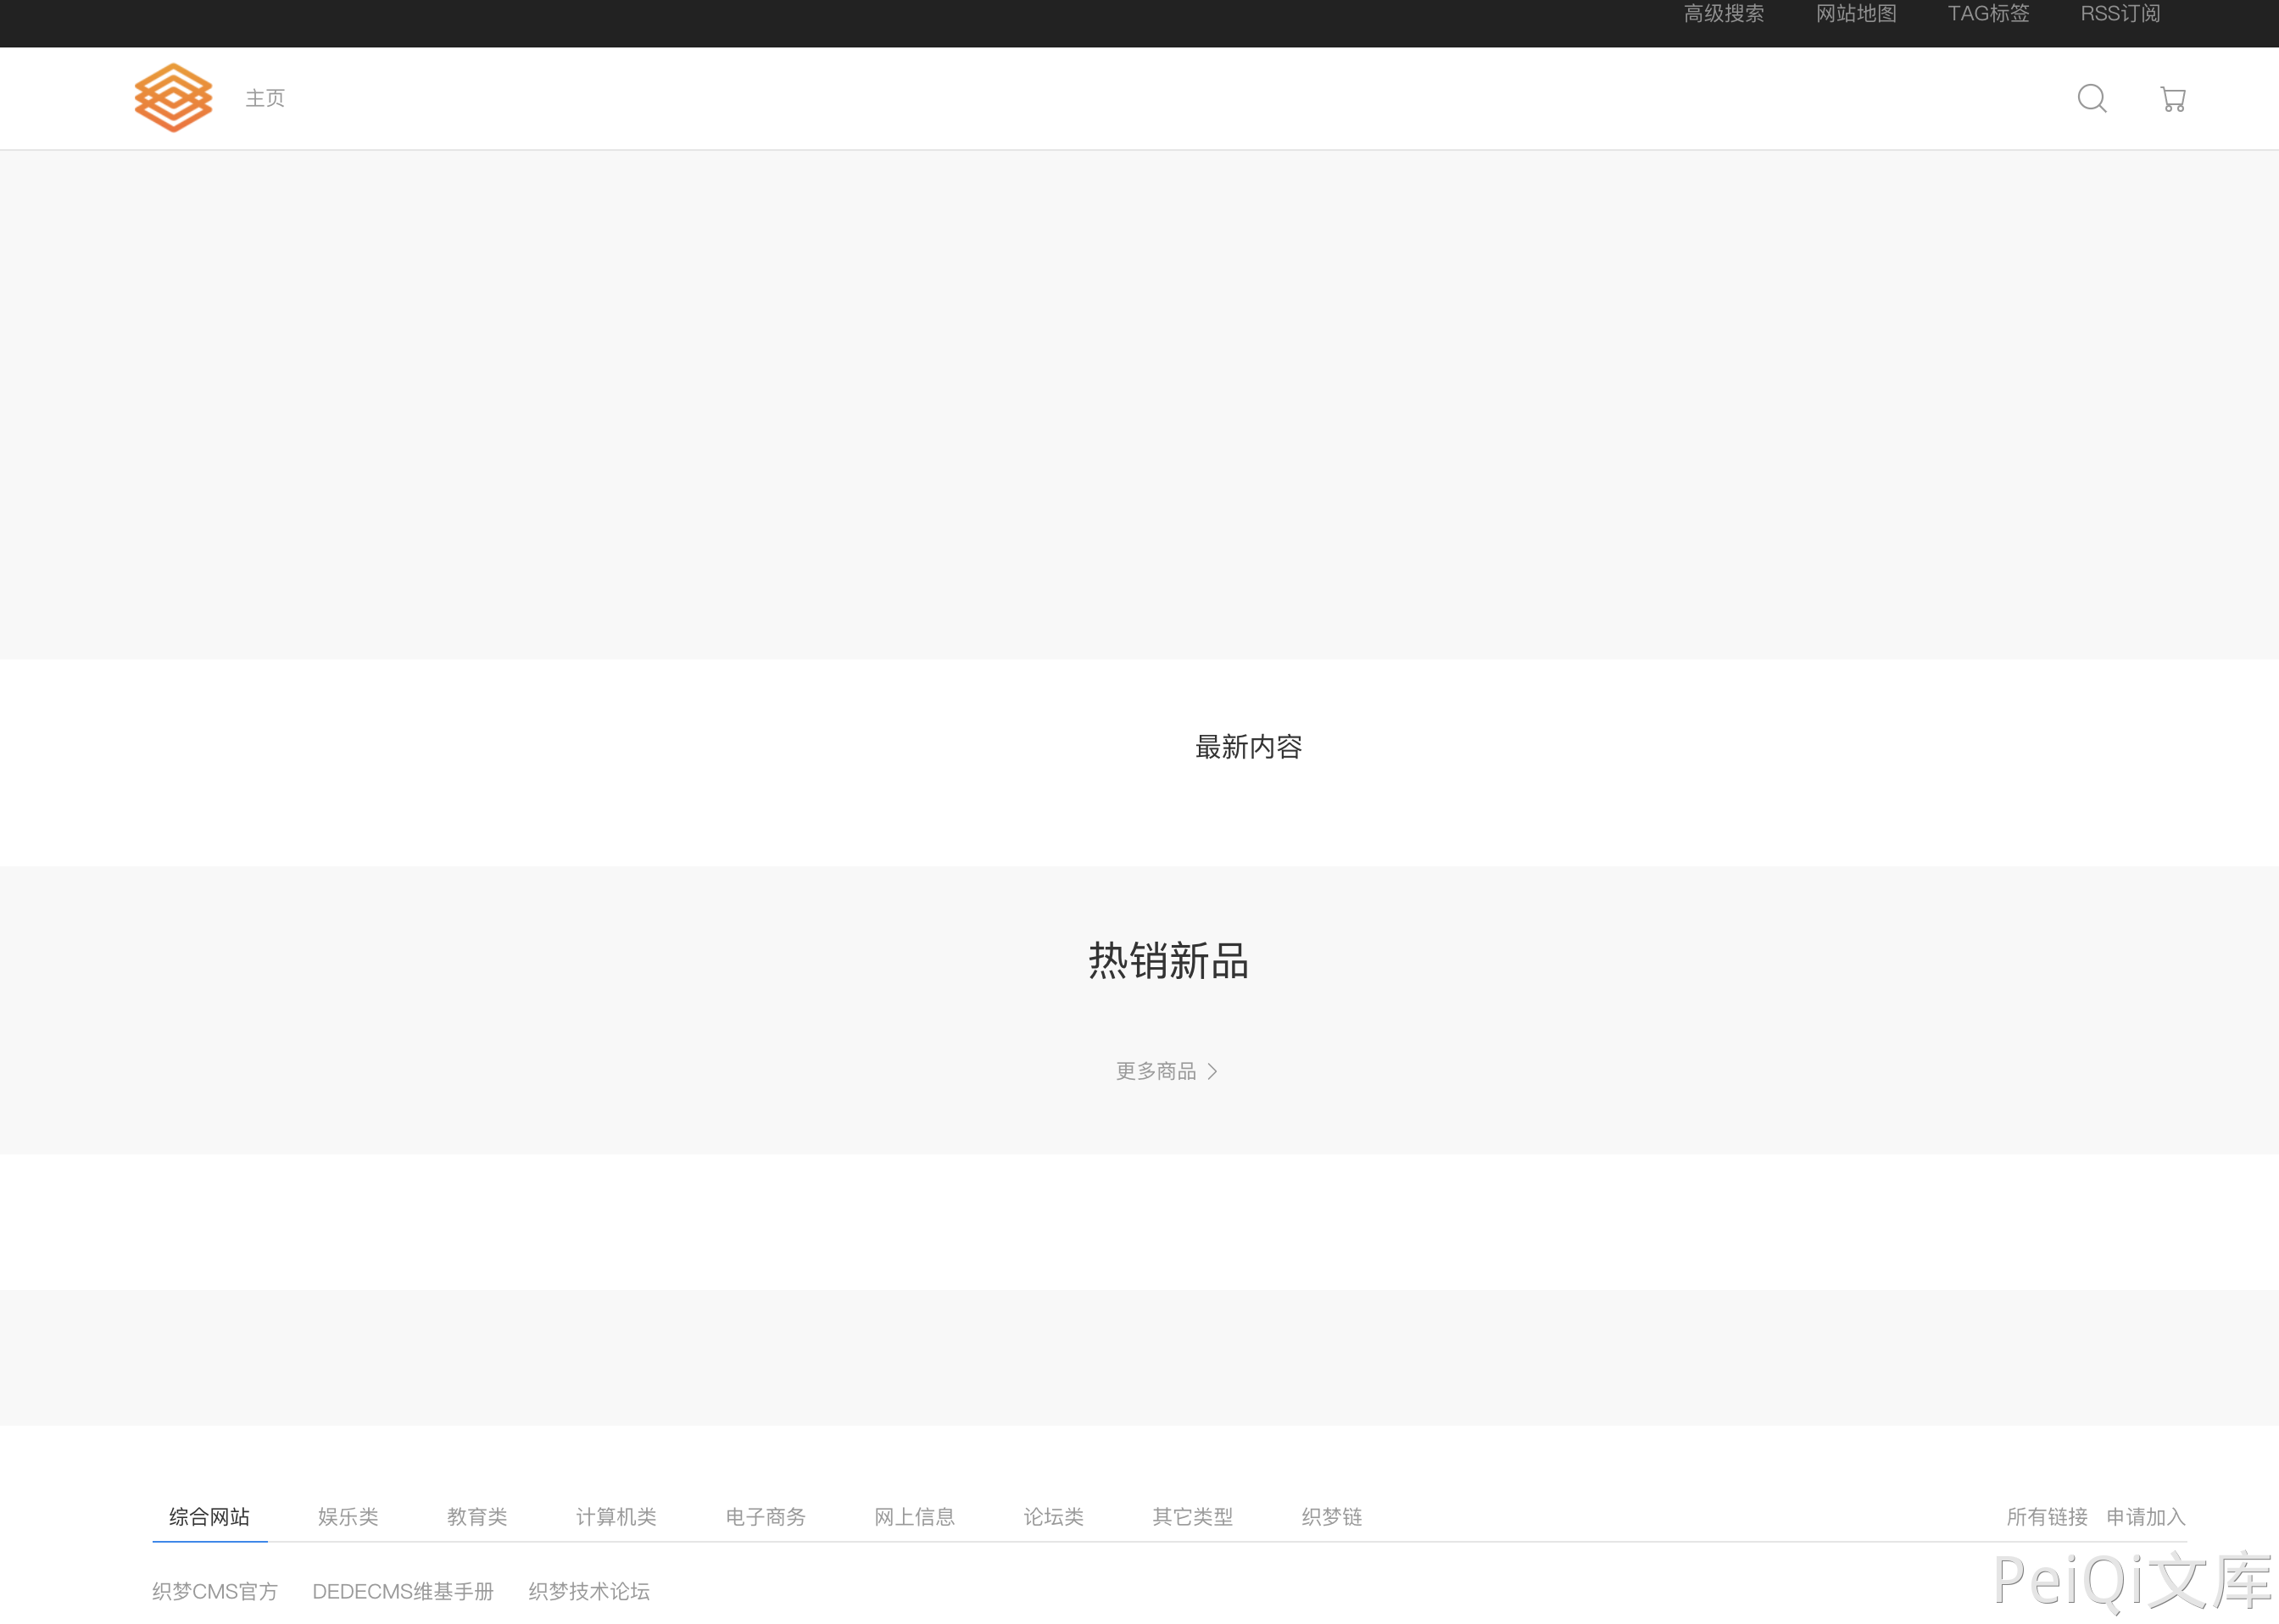 高级搜索 网站地图 TAG标签 RSS订阅
主页
最新内容
热销新品
更多商品
综合网站 娱乐类 教育类 计算机类 电子商务 网上信息 论坛类 其它类型 织梦链 所有链接 申请加入
织梦CMS官方 DEDECMS维基手册 织梦技术论坛
PeiQi文库